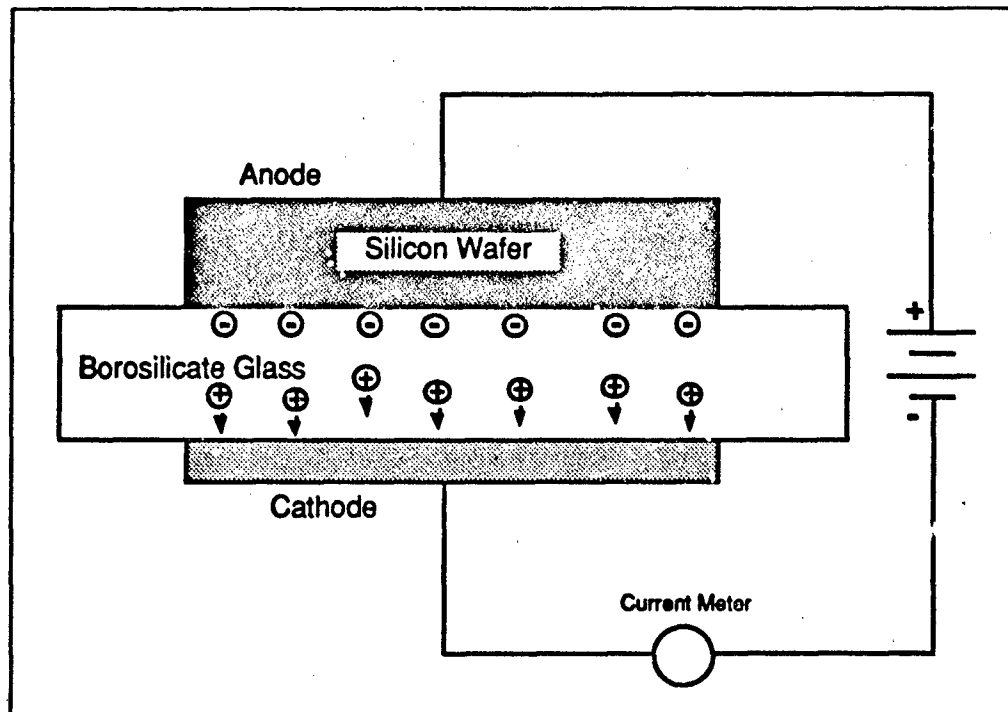 Anode
Silicon Wafer
+
- - - - - - -
Borosilicate Glass
+ + + + + + +
-
Cathode
Current Meter